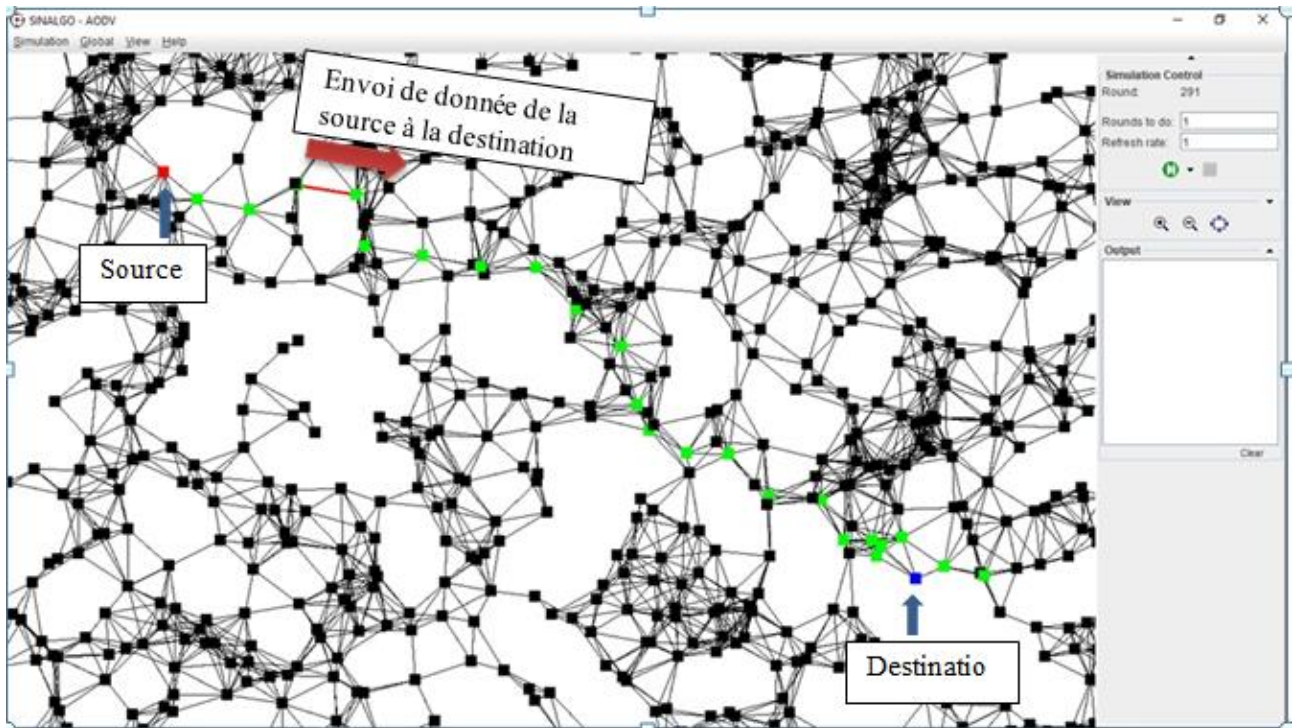 SINALGO - AODV
Simulation Global View Help
Envoi de donnée de la
source à la destination
Source
Destinatio
Simulation Control
Round: 291
Rounds to do: 1
Refresh rate: 1
View
Output
Clear